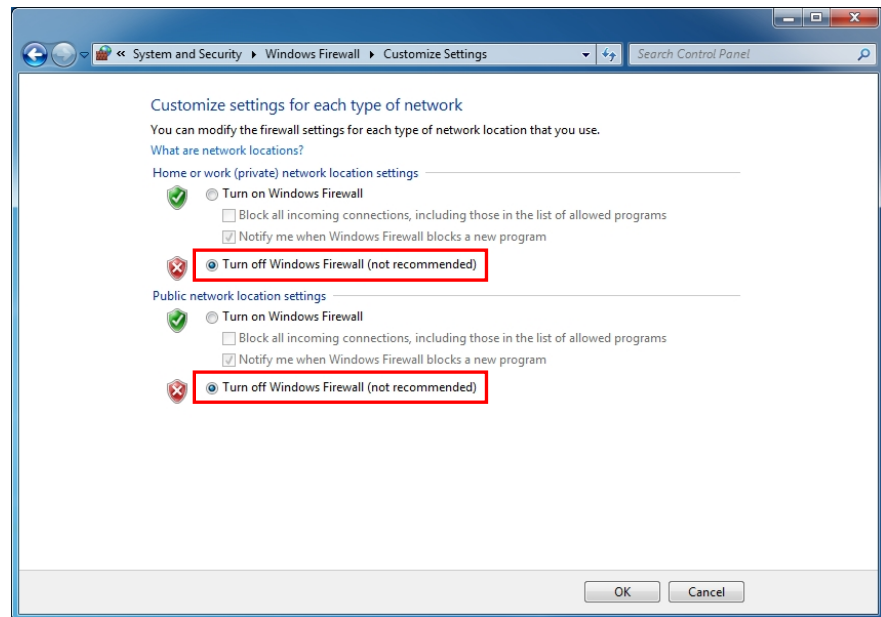 « System and Security ▸ Windows Firewall ▸ Customize Settings
Search Control Panel
Customize settings for each type of network
You can modify the firewall settings for each type of network location that you use.
What are network locations?
Home or work (private) network location settings
Turn on Windows Firewall
Block all incoming connections, including those in the list of allowed programs
Notify me when Windows Firewall blocks a new program
Turn off Windows Firewall (not recommended)
Public network location settings
Turn on Windows Firewall
Block all incoming connections, including those in the list of allowed programs
Notify me when Windows Firewall blocks a new program
Turn off Windows Firewall (not recommended)
OK Cancel